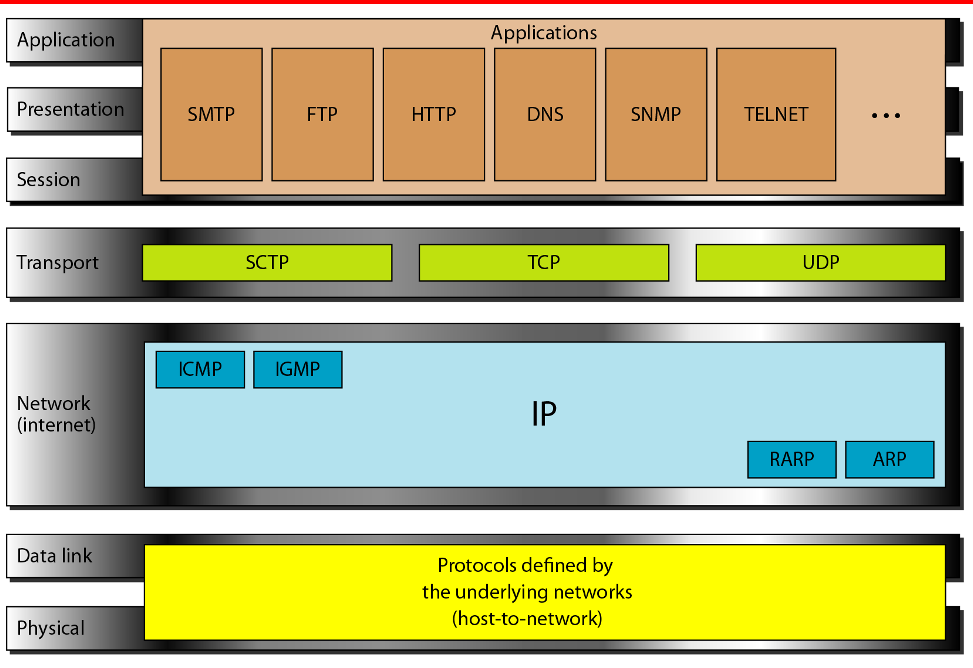 Application
Applications
SMTP FTP HTTP DNS SNMP TELNET ...
Presentation
Session
Transport
SCTP TCP UDP
Network
(internet)
ICMP IGMP
IP
RARP ARP
Data link
Physical
Protocols defined by
the underlying networks
(host-to-network)